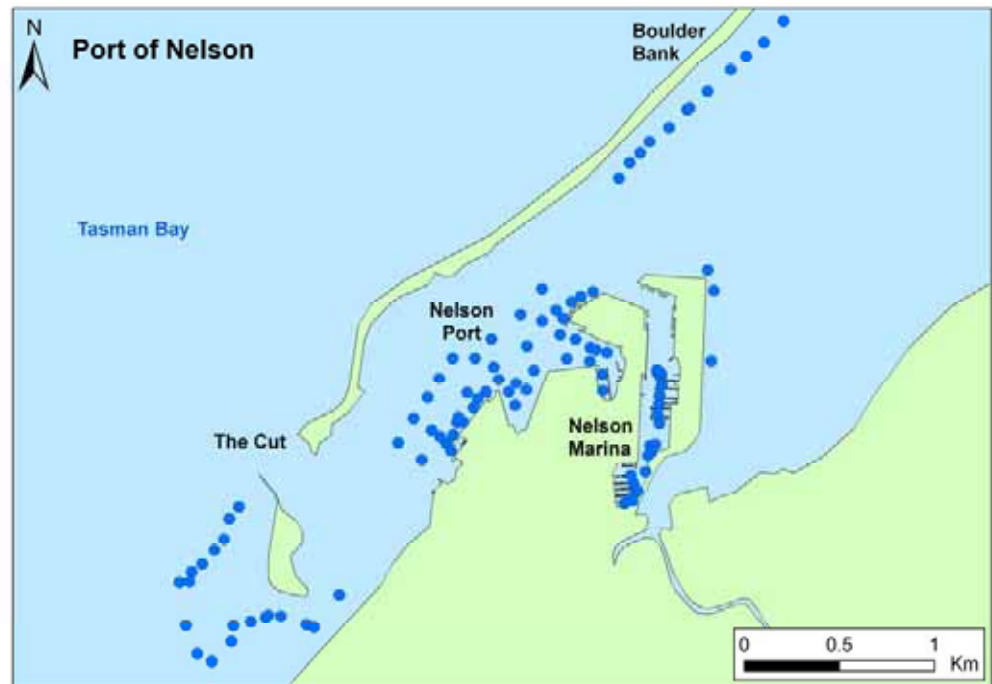 N
Port of Nelson
Boulder
Bank
Tasman Bay
Nelson
Port
The Cut
Nelson
Marina
0 0.5 1
Km